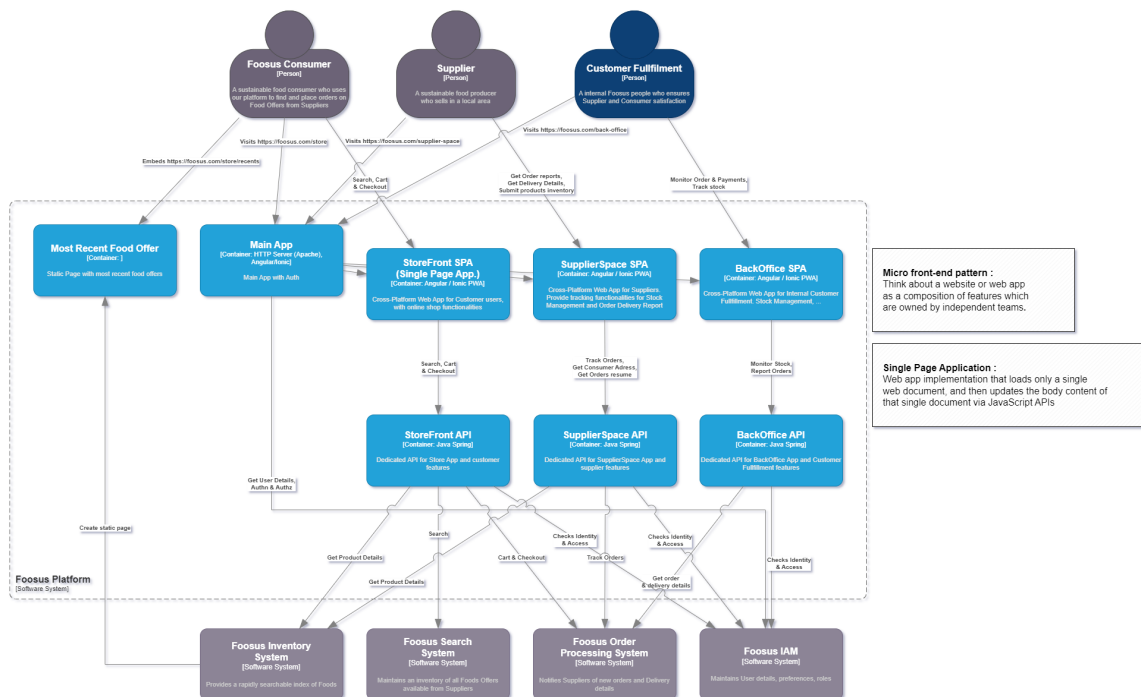 Foosus Consumer
[Person]
A sustainable food consumer who uses
our platform to find and place orders on
Food Offers from Suppliers
Supplier
[Person]
A sustainable food producer
who sells in a local area
Customer Fullfilment
[Person]
A internal Foosus people who ensures
Supplier and Consumer satisfaction
Visits https://foosus.com/store
Visits https://foosus.com/supplier-space
Visits https://foosus.com/back-office
Embeds https://foosus.com/store/recents
Search, Cart
& Checkout
Get Order reports,
Get Delivery Details,
Submit products inventory
Monitor Order & Payments,
Track stock
Most Recent Food Offer
[Container: ]
Static Page with most recent food offers
Main App
[Container: HTTP Server (Apache),
Angular/Ionic]
Main App with Auth
StoreFront SPA
(Single Page App.)
[Container: Angular / Ionic PWA]
Cross-Platform Web App for Customer users,
with online shop functionalities
SupplierSpace SPA
[Container: Angular / Ionic PWA]
Cross-Platform Web App for Suppliers.
Provide tracking functionalities for Stock
Management and Order Delivery Report
BackOffice SPA
[Container: Angular / Ionic PWA]
Cross-Platform Web App for Internal Customer
Fullfillment. Stock Management, ...
Micro front-end pattern :
Think about a website or web app
as a composition of features which
are owned by independent teams.
Single Page Application :
Web app implementation that loads only a single
web document, and then updates the body content of
that single document via JavaScript APIs
Search, Cart
& Checkout
Track Orders,
Get Consumer Adress,
Get Orders resume
Monitor Stock,
Report Orders
StoreFront API
[Container: Java Spring]
Dedicated API for Store App and customer
features
SupplierSpace API
[Container: Java Spring]
Dedicated API for SupplierSpace App and
supplier features
BackOffice API
[Container: Java Spring]
Dedicated API for BackOffice App and Customer
Fullfillment features
Get User Details,
Authn & Authz
Create static page
Search
Get Product Details
Cart & Checkout
Checks Identity
& Access
Track Orders
Checks Identity
& Access
Checks Identity
& Access
Get Product Details
Get order
& delivery details
Foosus Platform
[Software System]
Foosus Inventory
System
[Software System]
Provides a rapidly searchable index of Foods
Foosus Search
System
[Software System]
Maintains an inventory of all Foods Offers
available from Suppliers
Foosus Order
Processing System
[Software System]
Notifies Suppliers of new orders and Delivery
details
Foosus IAM
[Software System]
Maintains User details, preferences, roles